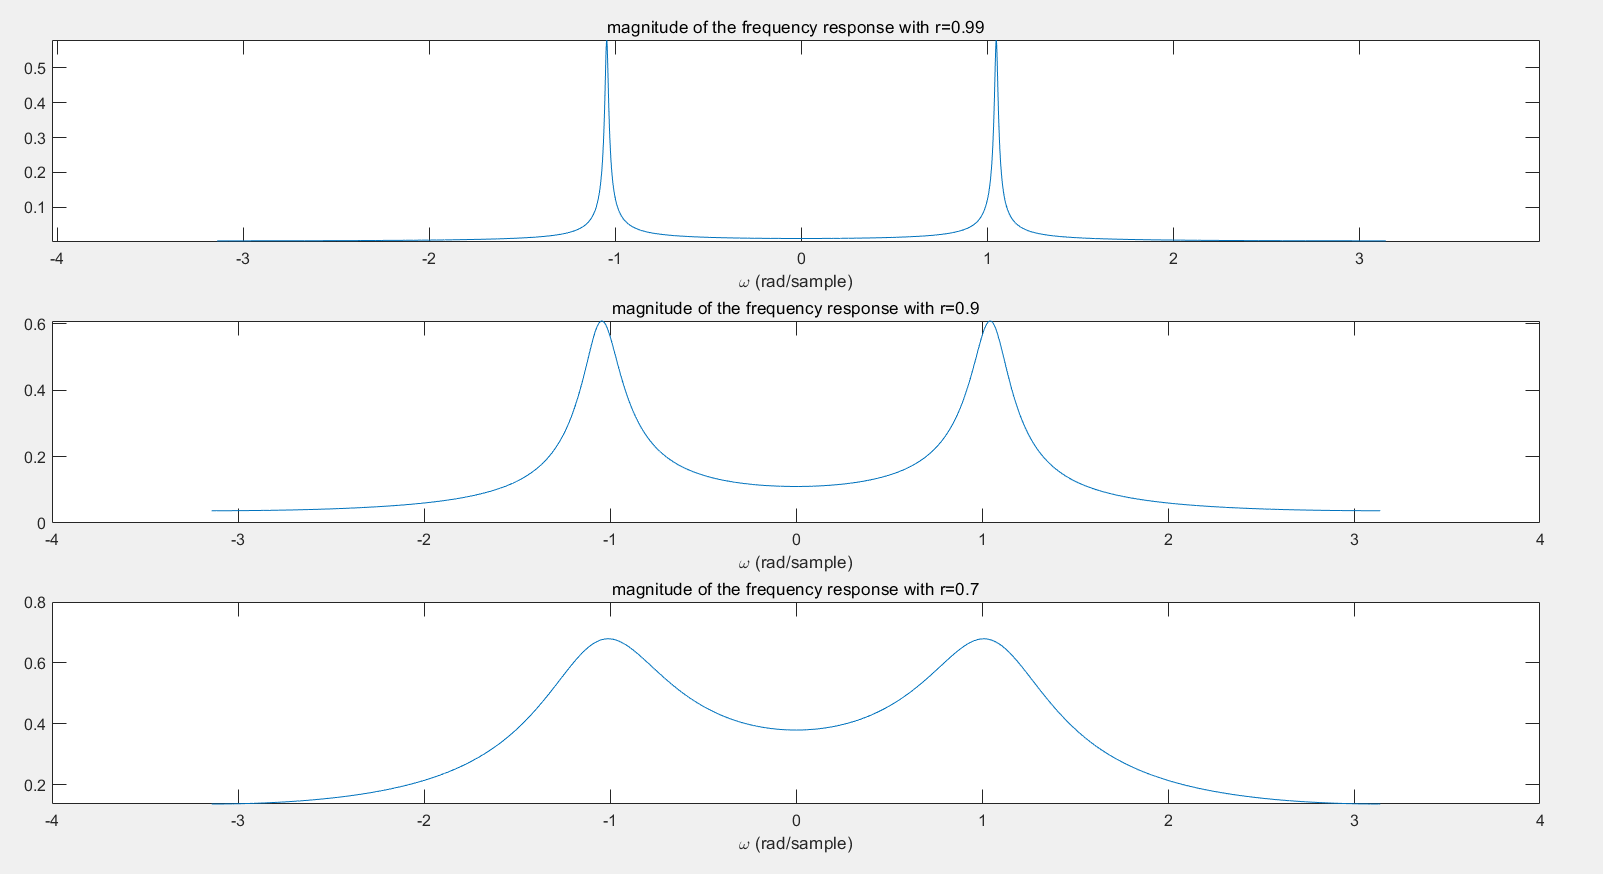 magnitude of the frequency response with r=0.99
0.5
0.4
0.3
0.2
0.1
-4 -3 -2 -1 0 1 2 3
ω (rad/sample)
magnitude of the frequency response with r=0.9
0.6
0.4
0.2
0
-4 -3 -2 -1 0 1 2 3 4
ω (rad/sample)
magnitude of the frequency response with r=0.7
0.8
0.6
0.4
0.2
-4 -3 -2 -1 0 1 2 3 4
ω (rad/sample)